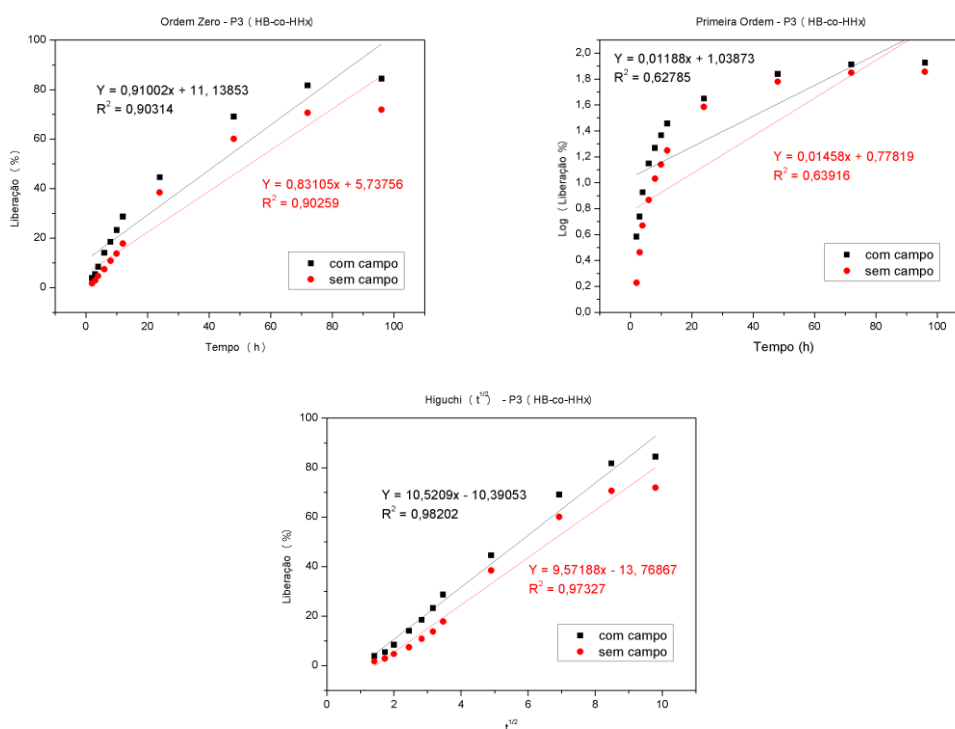 Ordem Zero - P3 ( HB-co-HHx)
100
80
60
40
20
0
Liberação ( %)
Y = 0,91002x + 11, 13853
R² = 0,90314
Y = 0,83105x + 5,73756
R² = 0,90259
com campo
sem campo
0 20 40 60 80 100
Tempo ( h)
Primeira Ordem - P3 ( HB-co-HHx)
2,0
1,8
1,6
1,4
1,2
1,0
0,8
0,6
0,4
0,2
0,0
Log ( Liberação %)
Y = 0,01188x + 1,03873
R² = 0,62785
Y = 0,01458x + 0,77819
R² = 0,63916
com campo
sem campo
0 20 40 60 80 100
Tempo (h)
Higuchi ( t^1/2) - P3 ( HB-co-HHx)
100
80
60
40
20
0
Liberação ( %)
Y = 10,5209x - 10,39053
R² = 0,98202
Y = 9,57188x - 13, 76867
R² = 0,97327
com campo
sem campo
0 2 4 6 8 10
t^1/2